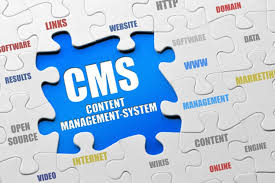 HTTP
DOMAIN
LINKS
SOFTWARE
WEBSITE
WEB
SOFTWARE
DATA
RESULTS
WWW
MARKETING
CMS
CONTENT
MANAGEMENT-SYSTEM
MANAGEMENT
OPEN
SOURCE
CONTENT
WIKIS
ONLINE
INTERNET
VIDEO
ENGINE